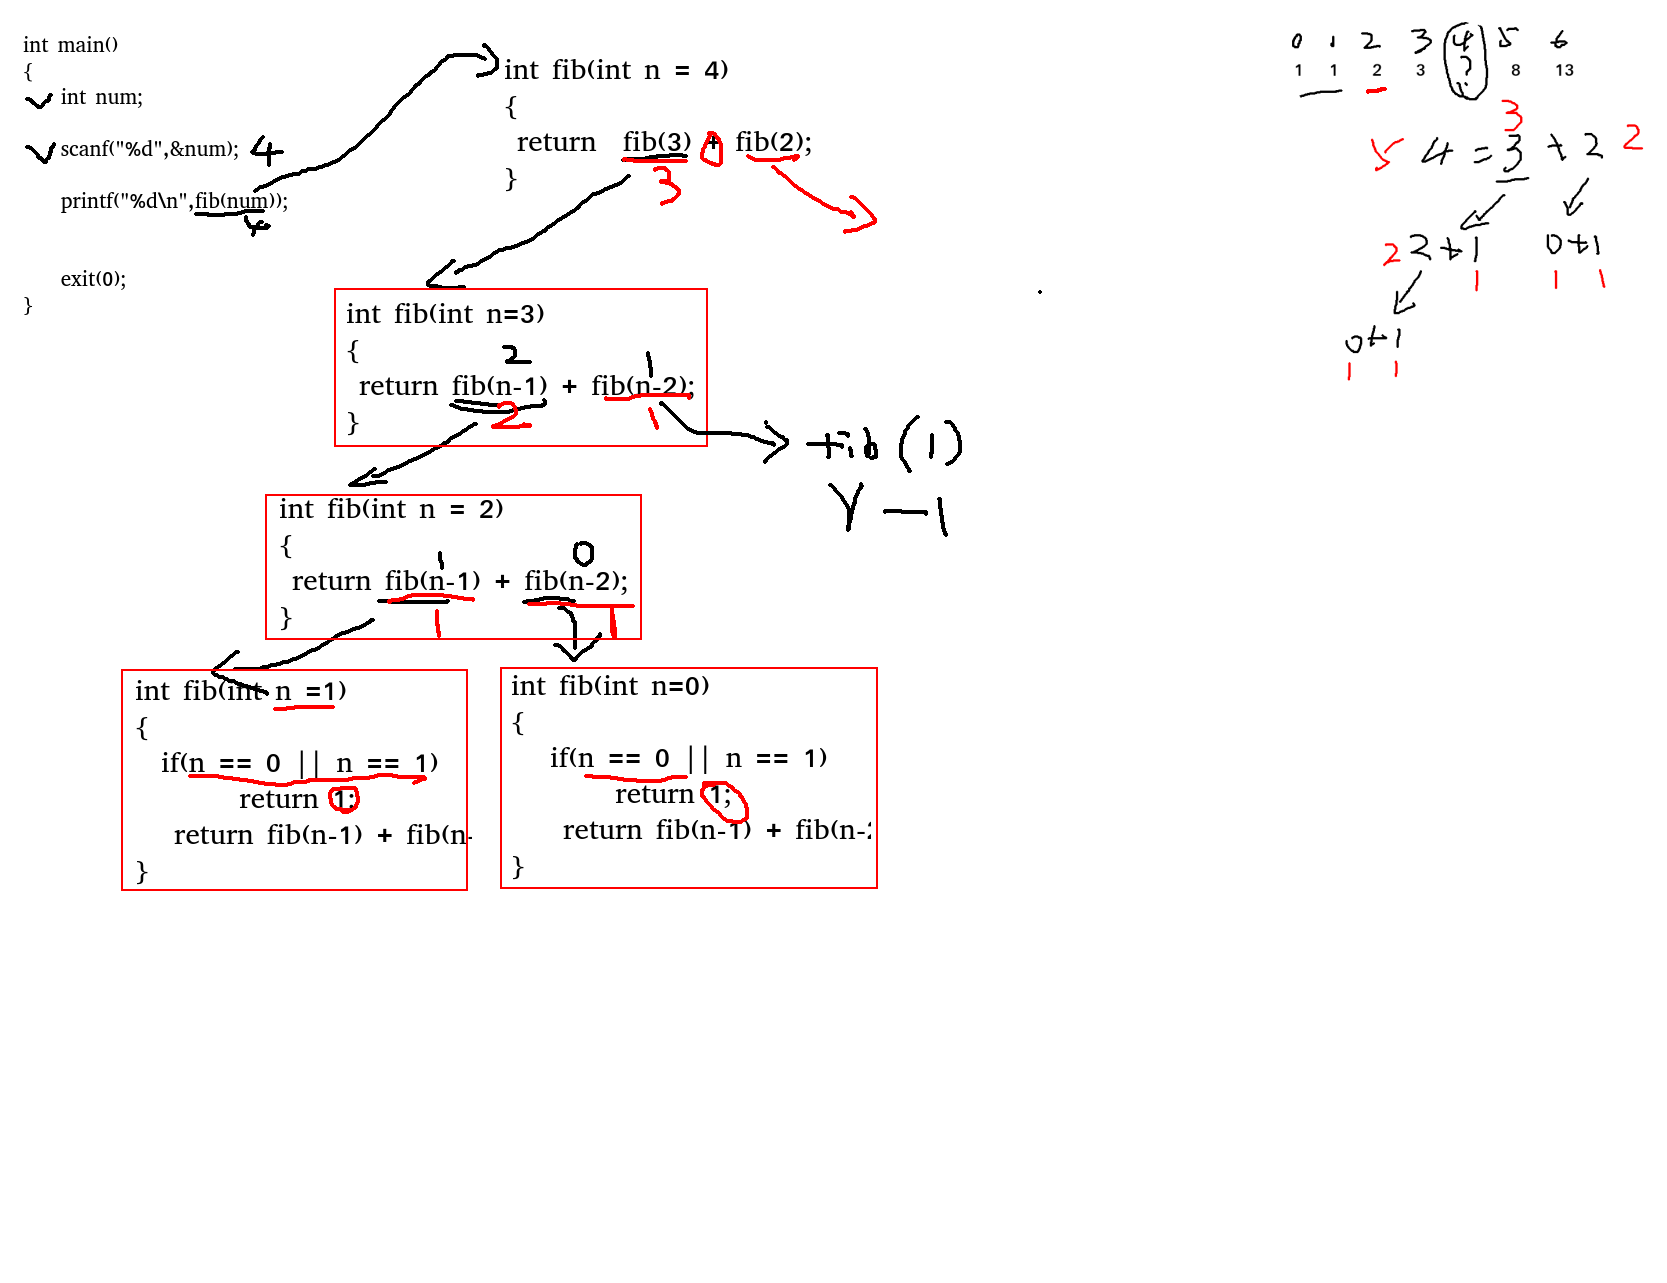 int main()
{
int num;
scanf("%d",&num); 4
printf("%d\n",fib(num));
4
exit(0);
}
int fib(int n = 4)
{
return fib(3) + fib(2);
3
}
int fib(int n=3)
{
2 1
return fib(n-1) + fib(n-2);
2 1
}
fib (1)
r - 1
int fib(int n = 2)
{
1 0
return fib(n-1) + fib(n-2);
1 1
}
int fib(int n =1)
{
if(n == 0 || n == 1)
return 1;
return fib(n-1) + fib(n-
}
int fib(int n=0)
{
if(n == 0 || n == 1)
return 1;
return fib(n-1) + fib(n-2
}
0 1 2 3 4 5 6
1 1 2 3 ? 8 13
3
5 4 = 3 + 2 2
2 2 + 1 0 + 1
1 1 1
0 + 1
1 1